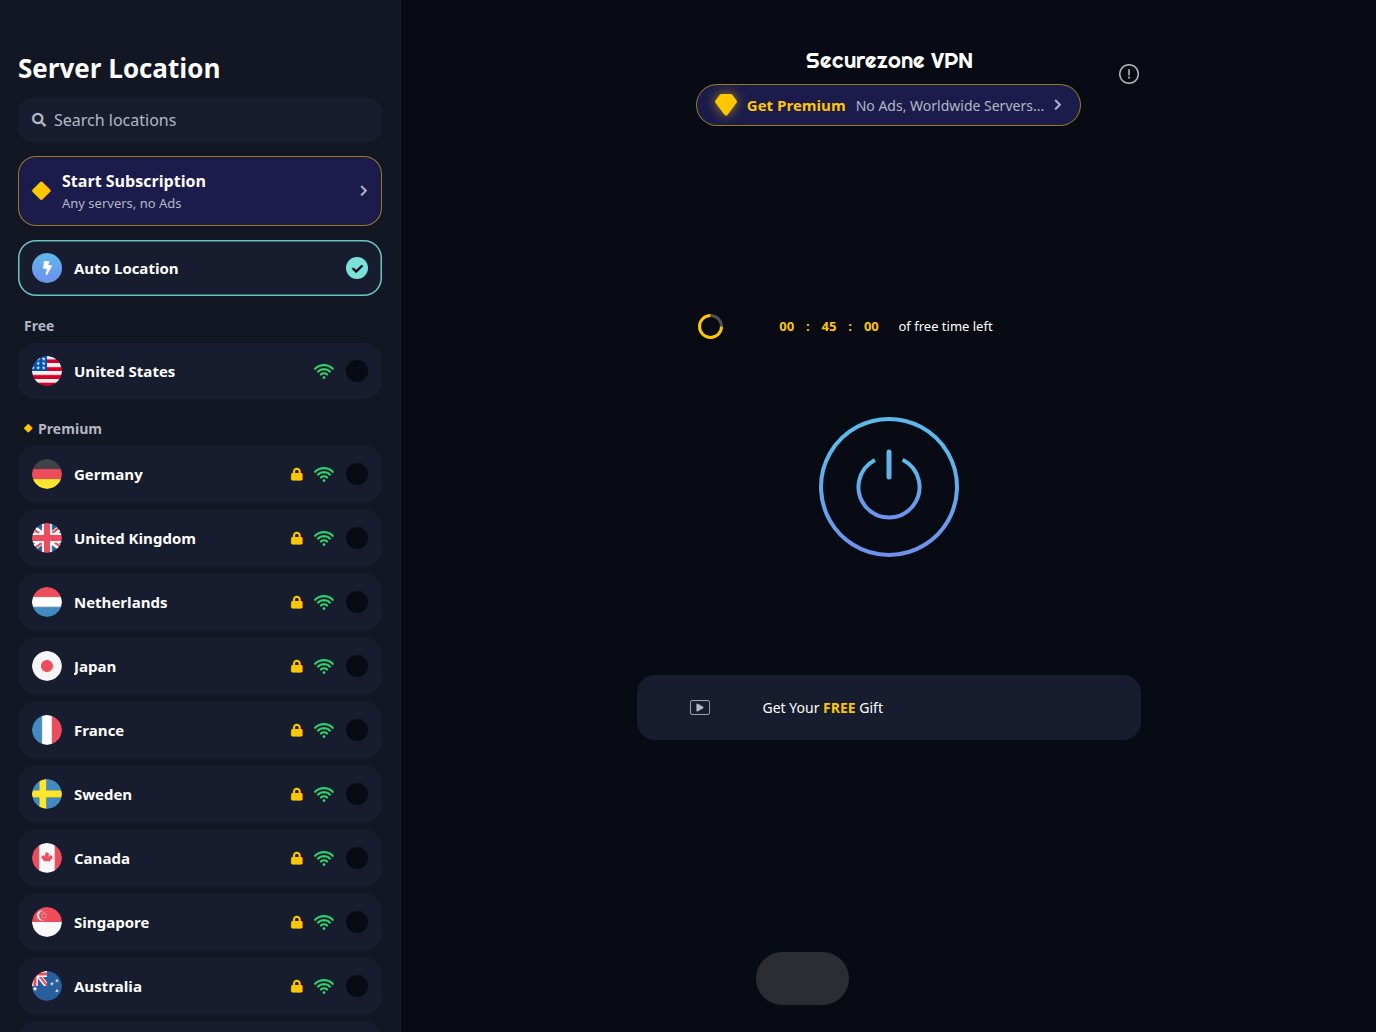 Server Location
Search locations
Start Subscription
Any servers, no Ads
Auto Location
Free
United States
Premium
Germany
United Kingdom
Netherlands
Japan
France
Sweden
Canada
Singapore
Australia
Securezone VPN
Get Premium No Ads, Worldwide Servers...
00 : 45 : 00 of free time left
Get Your FREE Gift